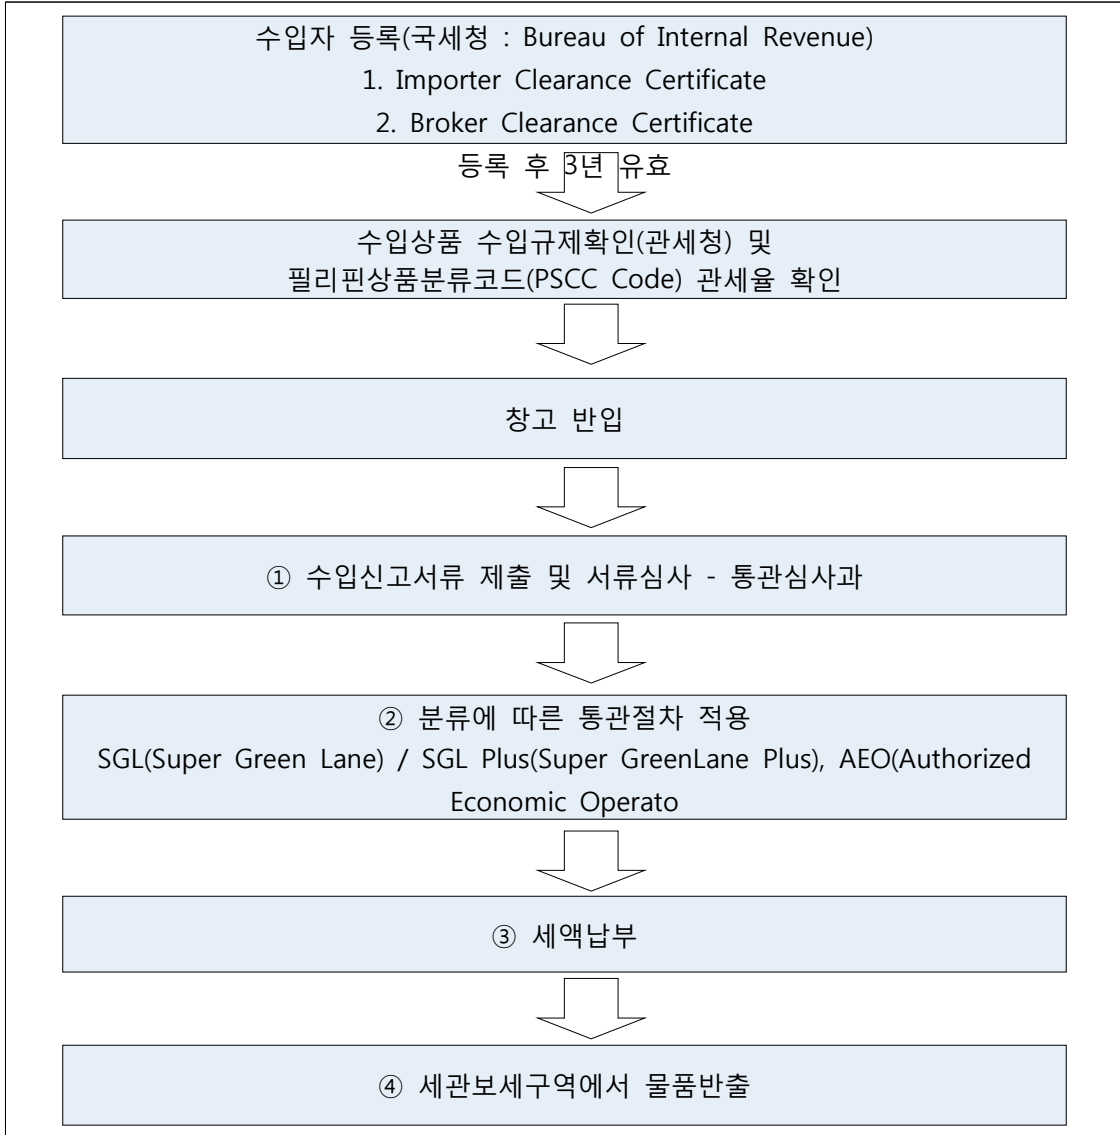 수입자 등록(국세청 : Bureau of Internal Revenue)
1. Importer Clearance Certificate
2. Broker Clearance Certificate
등록 후 3년 유효
수입상품 수입규제확인(관세청) 및
필리핀상품분류코드(PSCC Code) 관세율 확인
창고 반입
① 수입신고서류 제출 및 서류심사 - 통관심사과
② 분류에 따른 통관절차 적용
SGL(Super Green Lane) / SGL Plus(Super GreenLane Plus), AEO(Authorized
Economic Operato
③ 세액납부
④ 세관보세구역에서 물품반출